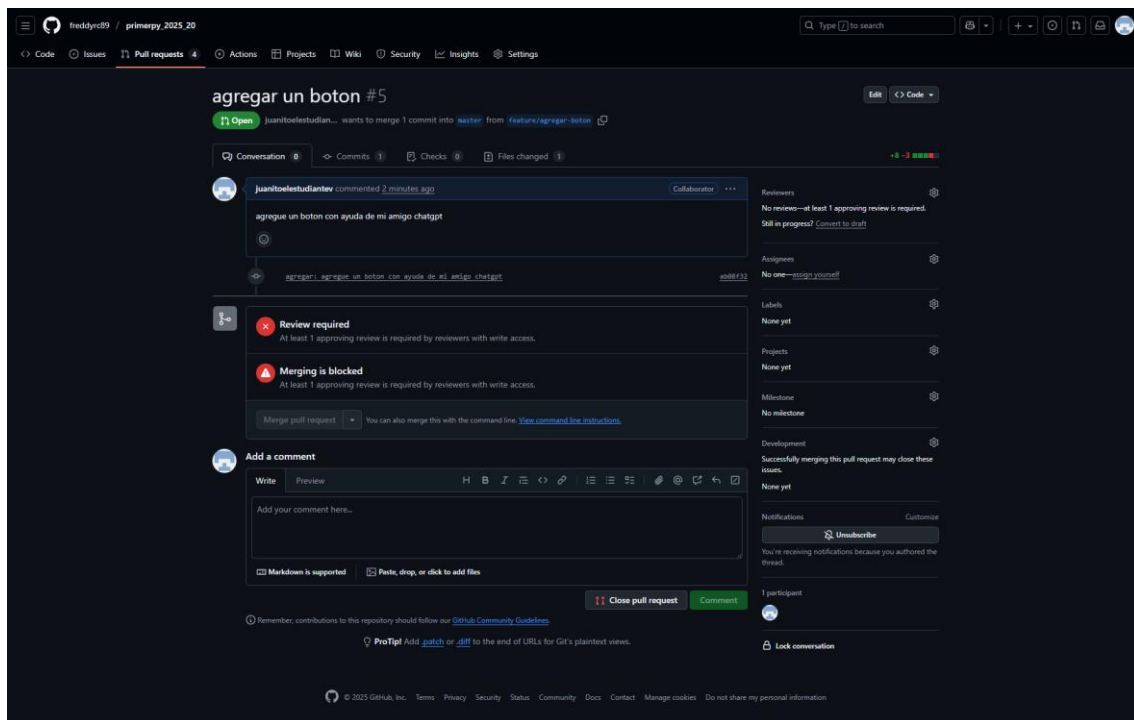 freddyrc89 / primerpy_2025_20
Type / to search
Code Issues Pull requests 4 Actions Projects Wiki Security Insights Settings
agregar un boton #5
Edit <> Code
Open juanitoelestudian... wants to merge 1 commit into master from feature/agregar-boton
Conversation 0 Commits 1 Checks 0 Files changed 1
+8 −3
juanitoelestudiantev commented 2 minutes ago
Collaborator
agregue un boton con ayuda de mi amigo chatgpt
agregar: agregue un boton con ayuda de mi amigo chatgpt
ab08f32
Review required
At least 1 approving review is required by reviewers with write access.
Merging is blocked
At least 1 approving review is required by reviewers with write access.
Merge pull request
You can also merge this with the command line. View command line instructions.
Add a comment
Write Preview
Add your comment here...
Markdown is supported
Paste, drop, or click to add files
Close pull request
Comment
Remember, contributions to this repository should follow our GitHub Community Guidelines.
ProTip! Add .patch or .diff to the end of URLs for Git's plaintext views.
Reviewers
No reviews—at least 1 approving review is required.
Still in progress? Convert to draft
Assignees
No one—assign yourself
Labels
None yet
Projects
None yet
Milestone
No milestone
Development
Successfully merging this pull request may close these
issues.
None yet
Notifications
Customize
Unsubscribe
You're receiving notifications because you authored the
thread.
1 participant
Lock conversation
© 2025 GitHub, Inc. Terms Privacy Security Status Community Docs Contact Manage cookies Do not share my personal information